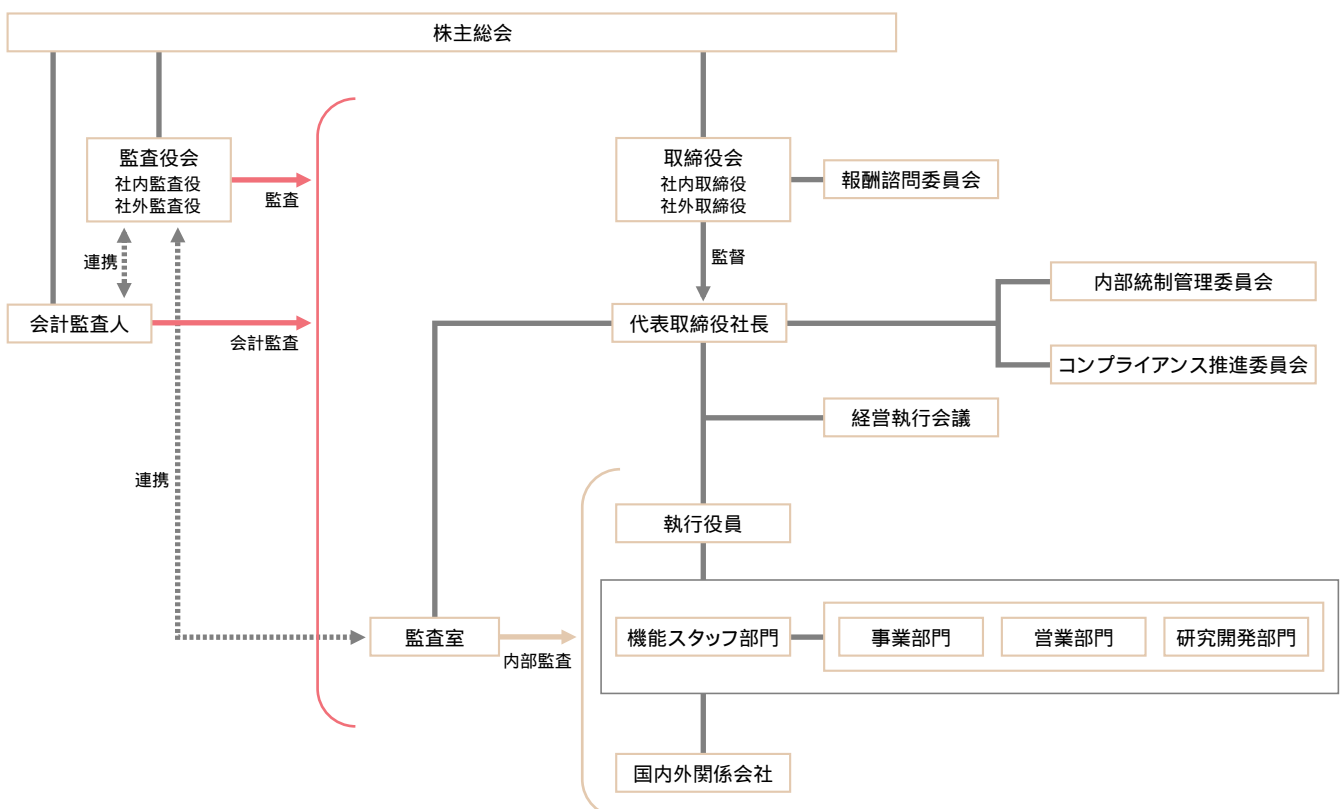 株主総会
監査役会
社内監査役
社外監査役
監査
取締役会
社内取締役
社外取締役
報酬諮問委員会
連携
監督
内部統制管理委員会
会計監査人
会計監査
代表取締役社長
コンプライアンス推進委員会
経営執行会議
連携
執行役員
監査室
内部監査
機能スタッフ部門
事業部門
営業部門
研究開発部門
国内外関係会社